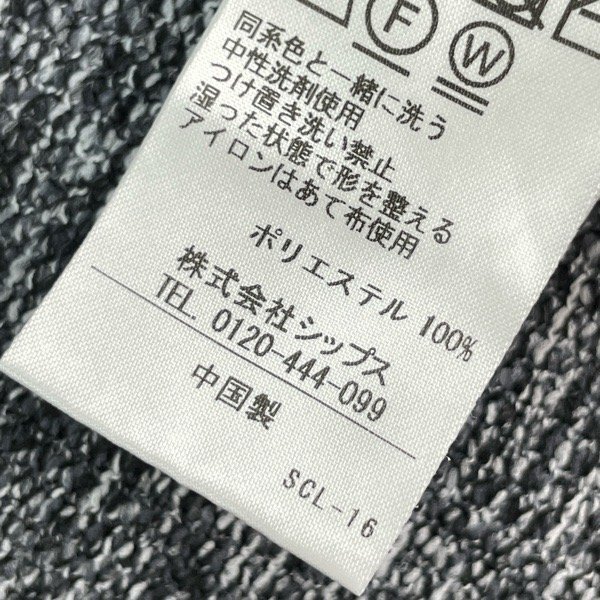 F
W
同系色と一緒に洗う
中性洗剤使用
つけ置き洗い禁止
湿った状態で形を整える
アイロンはあて布使用
ポリエステル 100%
株式会社シップス
TEL. 0120-444-099
中国製
SCL-16